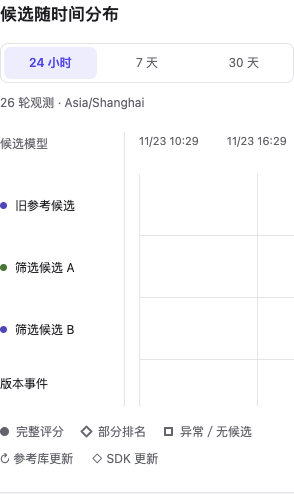 候选随时间分布
24 小时
7 天
30 天
26 轮观测 · Asia/Shanghai
候选模型
11/23 10:29
11/23 16:29
旧参考候选
筛选候选 A
筛选候选 B
版本事件
完整评分
部分排名
异常 / 无候选
↻ 参考库更新
◇ SDK 更新